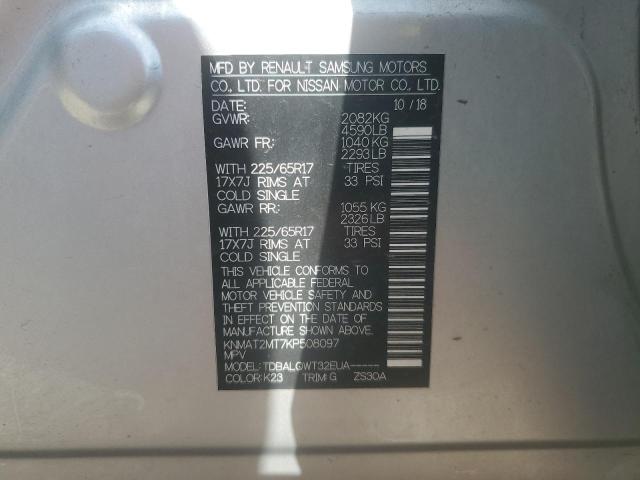 MFD BY RENAULT SAMSUNG MOTORS
CO., LTD. FOR NISSAN MOTOR CO., LTD.
DATE: 10 / 18
GVWR: 2082KG
4590LB
GAWR FR: 1040 KG
2293LB
WITH 225/65R17 TIRES
17X7J RIMS AT 33 PSI
COLD SINGLE
GAWR RR: 1055 KG
2326LB
WITH 225/65R17 TIRES
17X7J RIMS AT 33 PSI
COLD SINGLE
THIS VEHICLE CONFORMS TO
ALL APPLICABLE FEDERAL
MOTOR VEHICLE SAFETY AND
THEFT PREVENTION STANDARDS
IN EFFECT ON THE DATE OF
MANUFACTURE SHOWN ABOVE.
KNMAT2MT7KP508097
MPV
MODEL: TDBALGWT32EUA-----
COLOR: K23 TRIM: G ZS30A